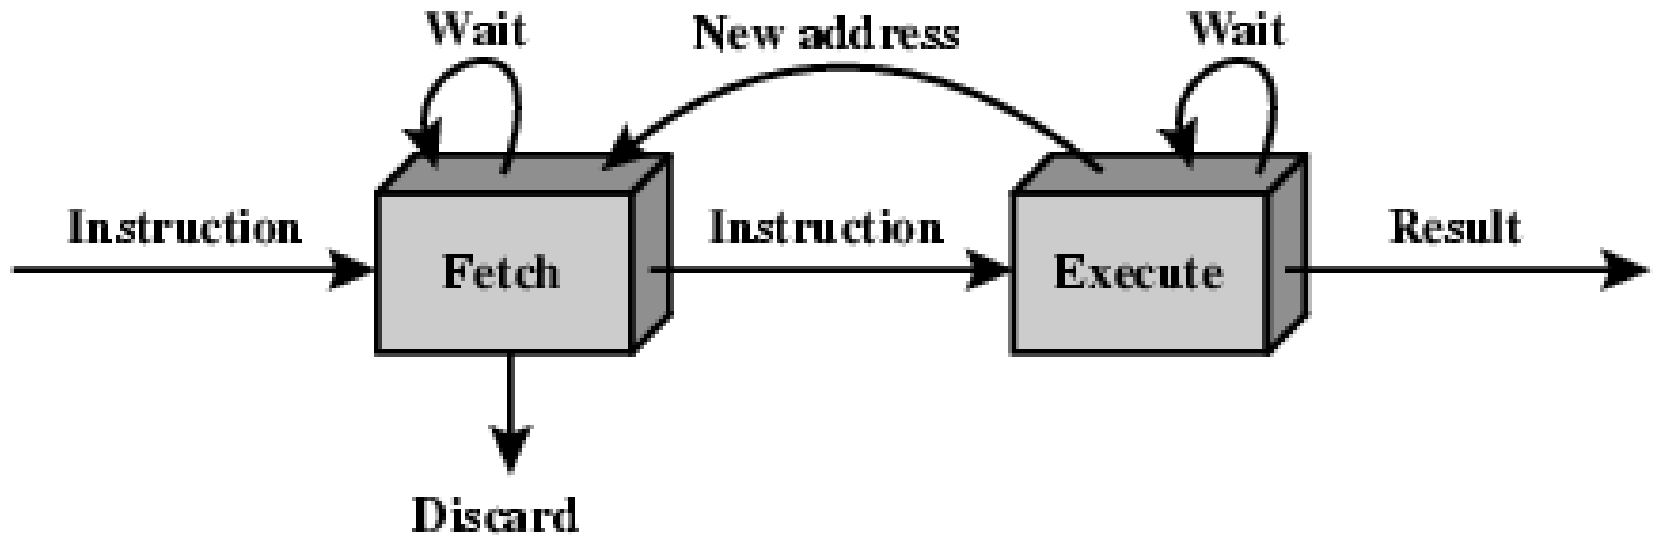 Wait
New address
Wait
Instruction
Instruction
Result
Fetch
Execute
Discard